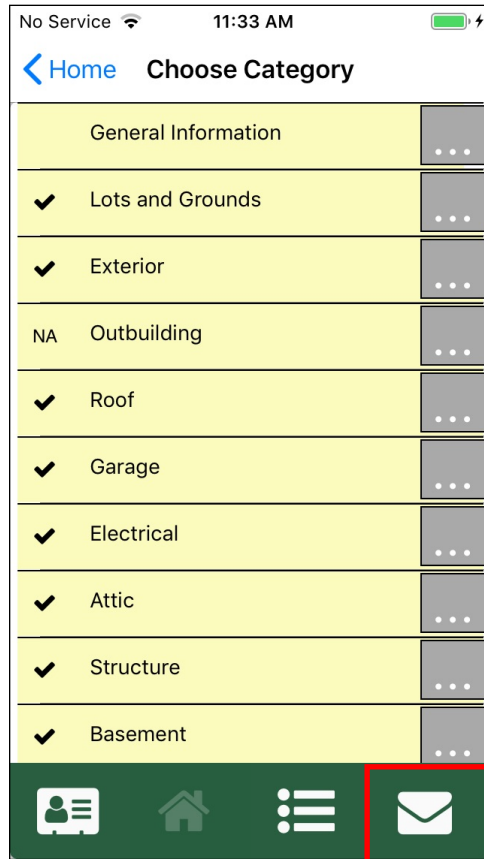 No Service 11:33 AM
Home Choose Category
General Information
Lots and Grounds
Exterior
NA Outbuilding
Roof
Garage
Electrical
Attic
Structure
Basement